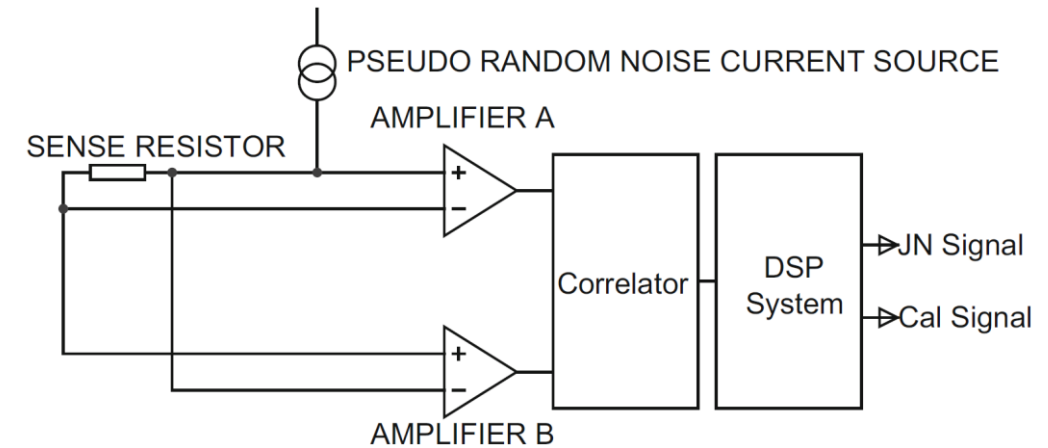 PSEUDO RANDOM NOISE CURRENT SOURCE
AMPLIFIER A
SENSE RESISTOR
+
−
Correlator
DSP
System
JN Signal
Cal Signal
+
−
AMPLIFIER B